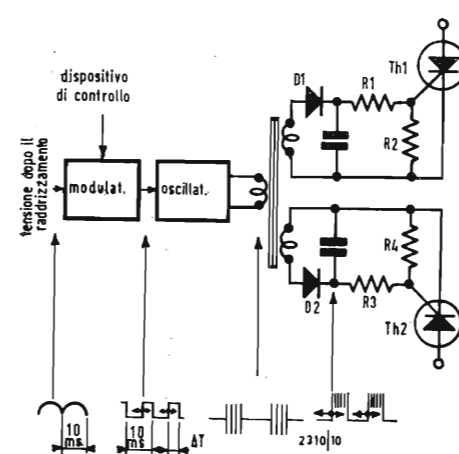 Th1
dispositivo
di controllo
D1
R1
R2
tensione dopo il
raddrizzamento
modulat.
oscillat.
R4
D2
R3
Th2
10
ms.
10
ms
ΔT
2310 10